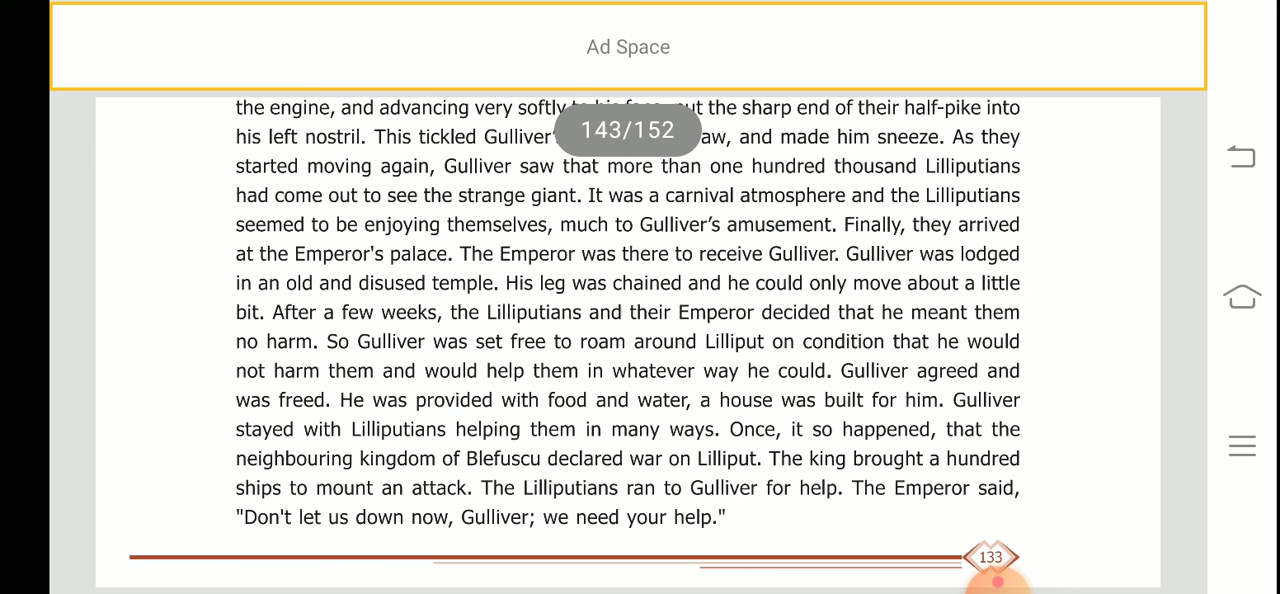 Ad Space
the engine, and advancing very softly put the sharp end of their half-pike into
143/152
his left nostril. This tickled Gulliver's aw, and made him sneeze. As they
started moving again, Gulliver saw that more than one hundred thousand Lilliputians
had come out to see the strange giant. It was a carnival atmosphere and the Lilliputians
seemed to be enjoying themselves, much to Gulliver’s amusement. Finally, they arrived
at the Emperor's palace. The Emperor was there to receive Gulliver. Gulliver was lodged
in an old and disused temple. His leg was chained and he could only move about a little
bit. After a few weeks, the Lilliputians and their Emperor decided that he meant them
no harm. So Gulliver was set free to roam around Lilliput on condition that he would
not harm them and would help them in whatever way he could. Gulliver agreed and
was freed. He was provided with food and water, a house was built for him. Gulliver
stayed with Lilliputians helping them in many ways. Once, it so happened, that the
neighbouring kingdom of Blefuscu declared war on Lilliput. The king brought a hundred
ships to mount an attack. The Lilliputians ran to Gulliver for help. The Emperor said,
"Don't let us down now, Gulliver; we need your help."
133